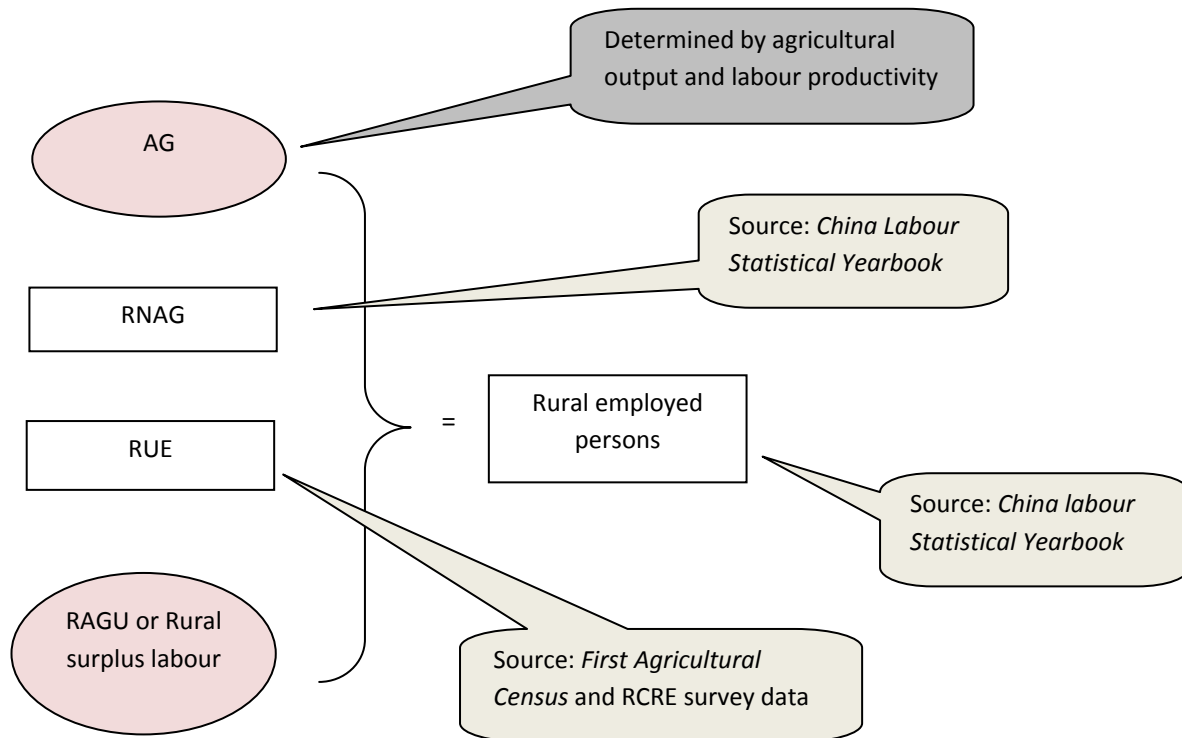 Determined by agricultural
output and labour productivity
AG
Source: China Labour
Statistical Yearbook
RNAG
=
Rural employed
persons
RUE
Source: China labour
Statistical Yearbook
RAGU or Rural
surplus labour
Source: First Agricultural
Census and RCRE survey data